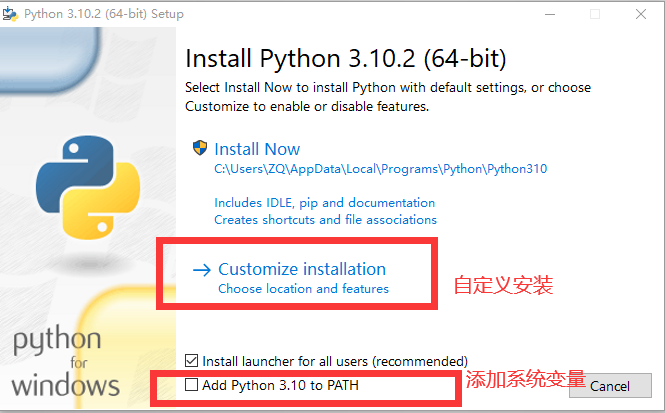 Python 3.10.2 (64-bit) Setup
Install Python 3.10.2 (64-bit)
Select Install Now to install Python with default settings, or choose
Customize to enable or disable features.
Install Now
C:\Users\ZQ\AppData\Local\Programs\Python\Python310
Includes IDLE, pip and documentation
Creates shortcuts and file associations
Customize installation
自定义安装
Choose location and features
python
for
windows
Install launcher for all users (recommended)
Add Python 3.10 to PATH
添加系统变量
Cancel